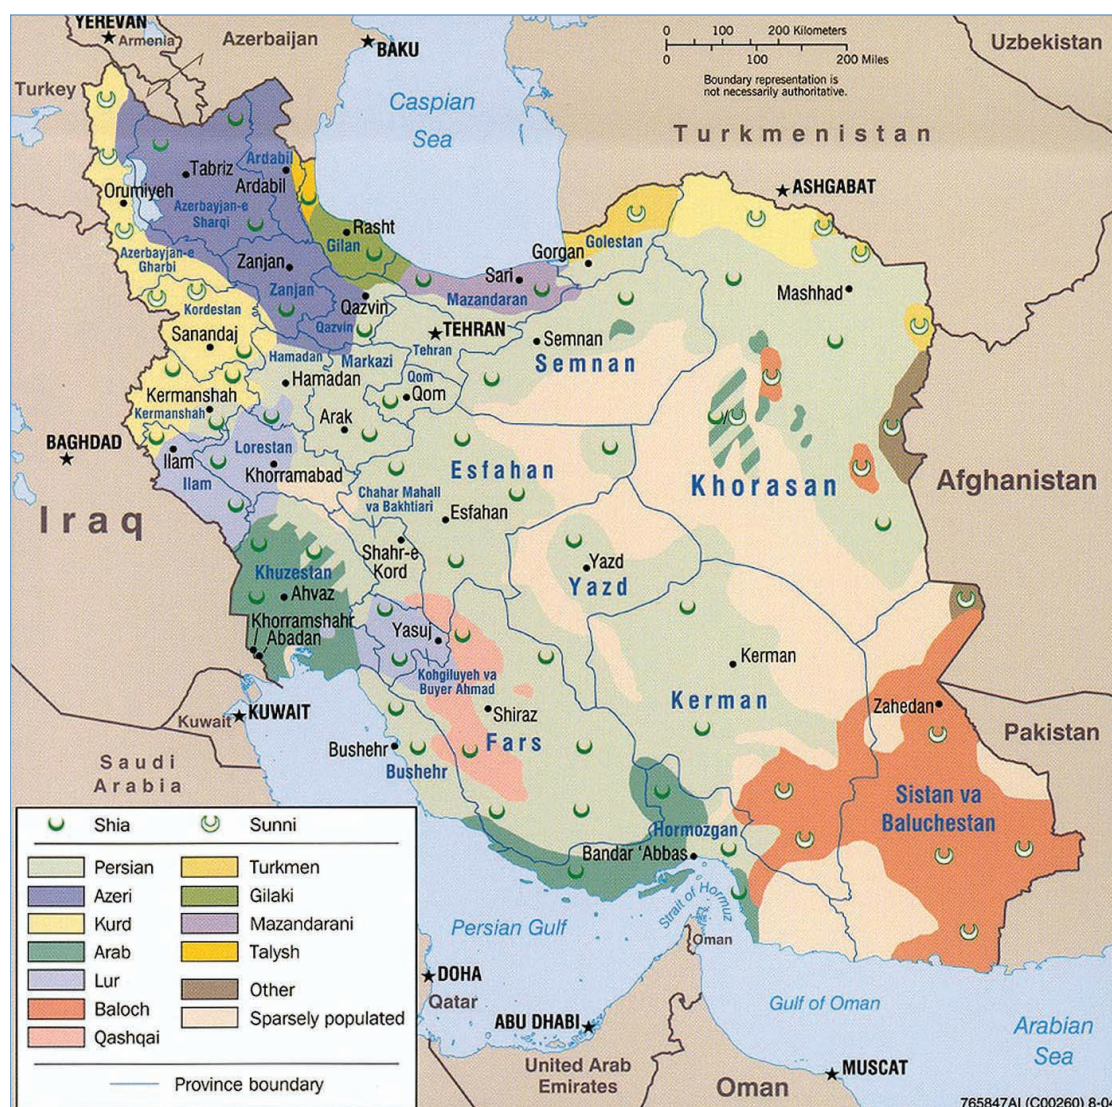 YEREVAN
Armenia
Azerbaijan
BAKU
0 100 200 Kilometers
0 100 200 Miles
Boundary representation is
not necessarily authoritative.
Uzbekistan
Turkey
Caspian
Sea
Turkmenistan
ASHGABAT
Ardabil
Tabriz
Ardabil
Orumiyeh
Azerbayjan-e
Sharqi
Rasht
Gilan
Golestan
Gorgan
Azerbayjan-e
Gharbi
Zanjan
Zanjan
Sari
Mazandaran
Mashhad
Kordestan
Qazvin
Qazvin
TEHRAN
Tehran
Sanandaj
Semnan
Semnan
Hamadan
Markazi
Hamadan
Qom
Qom
Kermanshah
Kermanshah
Arak
BAGHDAD
Lorestan
Ilam
Ilam
Khorramabad
Esfahan
Khorasan
Afghanistan
Iraq
Chahar Mahall
va Bakhtiari
Esfahan
Shahr-e
Kord
Yazd
Yazd
Khuzestan
Ahvaz
Khorramshahr
Abadan
Yasuj
Kohgiluyeh va
Buyer Ahmad
Kerman
Kerman
Zahedan
Kuwait
KUWAIT
Shiraz
Fars
Pakistan
Bushehr
Bushehr
Saudi
Arabia
Sistan va
Baluchestan
Hormozgan
Bandar 'Abbas
Strait of Hormuz
Persian Gulf
Oman
DOHA
Qatar
ABU DHABI
Gulf of Oman
Arabian
Sea
United Arab
Emirates
Oman
MUSCAT
Shia
Sunni
Persian
Azeri
Kurd
Arab
Lur
Baloch
Qashqai
Turkmen
Gilaki
Mazandarani
Talysh
Other
Sparsely populated
Province boundary
765847AI (C00260) 8-04